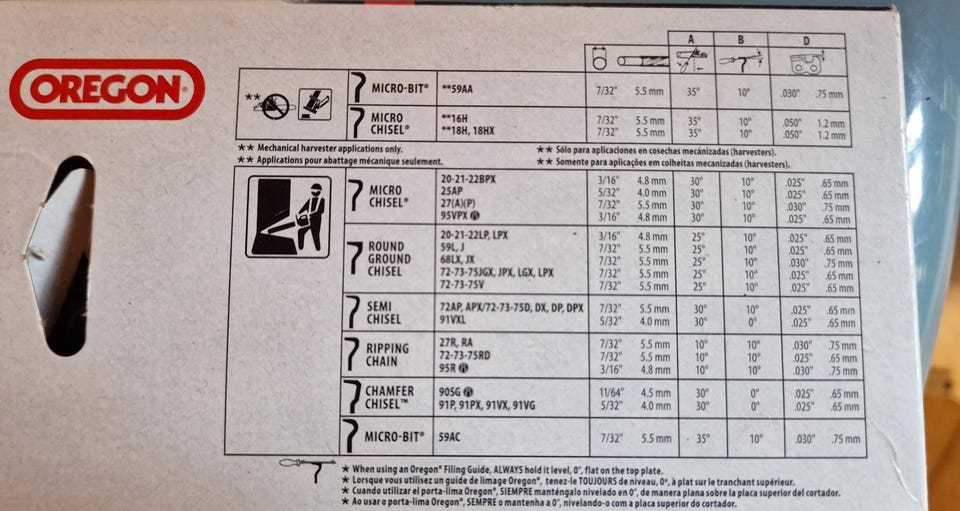 OREGON®
A B D
**
MICRO-BIT® **59AA 7/32" 5.5 mm 35° 10° .030" .75 mm
MICRO CHISEL® **16H 7/32" 5.5 mm 35° 10° .050" 1.2 mm
**18H, 18HX 7/32" 5.5 mm 35° 10° .050" 1.2 mm
** Mechanical harvester applications only. ** Sólo para aplicaciones en cosechas mecánizadas (harvesters).
** Applications pour abattage mécanique seulement. ** Somente para aplicações em colheitas mecanizadas (harvesters).
MICRO CHISEL® 20-21-22BPX 3/16" 4.8 mm 30° 10° .025" .65 mm
25AP 5/32" 4.0 mm 30° 10° .025" .65 mm
27(A)(P) 7/32" 5.5 mm 30° 10° .030" .75 mm
95VPX 3/16" 4.8 mm 30° 10° .025" .65 mm
ROUND GROUND CHISEL 20-21-22LP, LPX 3/16" 4.8 mm 25° 10° .025" .65 mm
59L, J 7/32" 5.5 mm 25° 10° .025" .65 mm
68LX, JX 7/32" 5.5 mm 25° 10° .030" .75 mm
72-73-75JGX, JPX, LGX, LPX 7/32" 5.5 mm 25° 10° .025" .65 mm
72-73-75V 7/32" 5.5 mm 25° 10° .025" .65 mm
SEMI CHISEL 72AP, APX/72-73-75D, DX, DP, DPX 7/32" 5.5 mm 30° 10° .025" .65 mm
91VXL 5/32" 4.0 mm 30° 0° .025" .65 mm
RIPPING CHAIN 27R, RA 7/32" 5.5 mm 10° 10° .030" .75 mm
72-73-75RD 7/32" 5.5 mm 10° 10° .025" .65 mm
95R 3/16" 4.8 mm 10° 10° .030" .75 mm
CHAMFER CHISEL™ 90SG 11/64" 4.5 mm 30° 0° .025" .65 mm
91P, 91PX, 91VX, 91VG 5/32" 4.0 mm 30° 0° .025" .65 mm
MICRO-BIT® 59AC 7/32" 5.5 mm 35° 10° .030" .75 mm
★ When using an Oregon® Filing Guide, ALWAYS hold it level, 0°, flat on the top plate.
★ Lorsque vous utilisez un guide de limage Oregon®, tenez-le TOUJOURS de niveau, 0º, à plat sur le tranchant supérieur.
★ Cuando utilizar el porta-lima Oregon®, SIEMPRE manténgalo nivelado en 0°, de manera plana sobre la placa superior del cortador.
★ Ao usar o porta-lima Oregon®, SEMPRE o mantenha a 0°, nivelando-o com a placa superior do cortador.